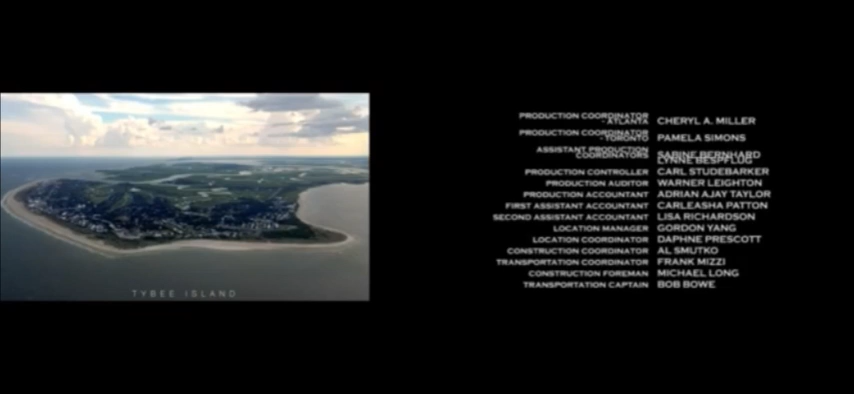 TYBEE ISLAND
PRODUCTION COORDINATOR
- ATLANTA CHERYL A. MILLER
PRODUCTION COORDINATOR
- TORONTO PAMELA SIMONS
ASSISTANT PRODUCTION
COORDINATORS SABINE BERNHARD
LYNNE BESPFLUG
PRODUCTION CONTROLLER CARL STUDEBARKER
PRODUCTION AUDITOR WARNER LEIGHTON
PRODUCTION ACCOUNTANT ADRIAN AJAY TAYLOR
FIRST ASSISTANT ACCOUNTANT CARLEASHA PATTON
SECOND ASSISTANT ACCOUNTANT LISA RICHARDSON
LOCATION MANAGER GORDON YANG
LOCATION COORDINATOR DAPHNE PRESCOTT
CONSTRUCTION COORDINATOR AL SMUTKO
TRANSPORTATION COORDINATOR FRANK MIZZI
CONSTRUCTION FOREMAN MICHAEL LONG
TRANSPORTATION CAPTAIN BOB BOWE